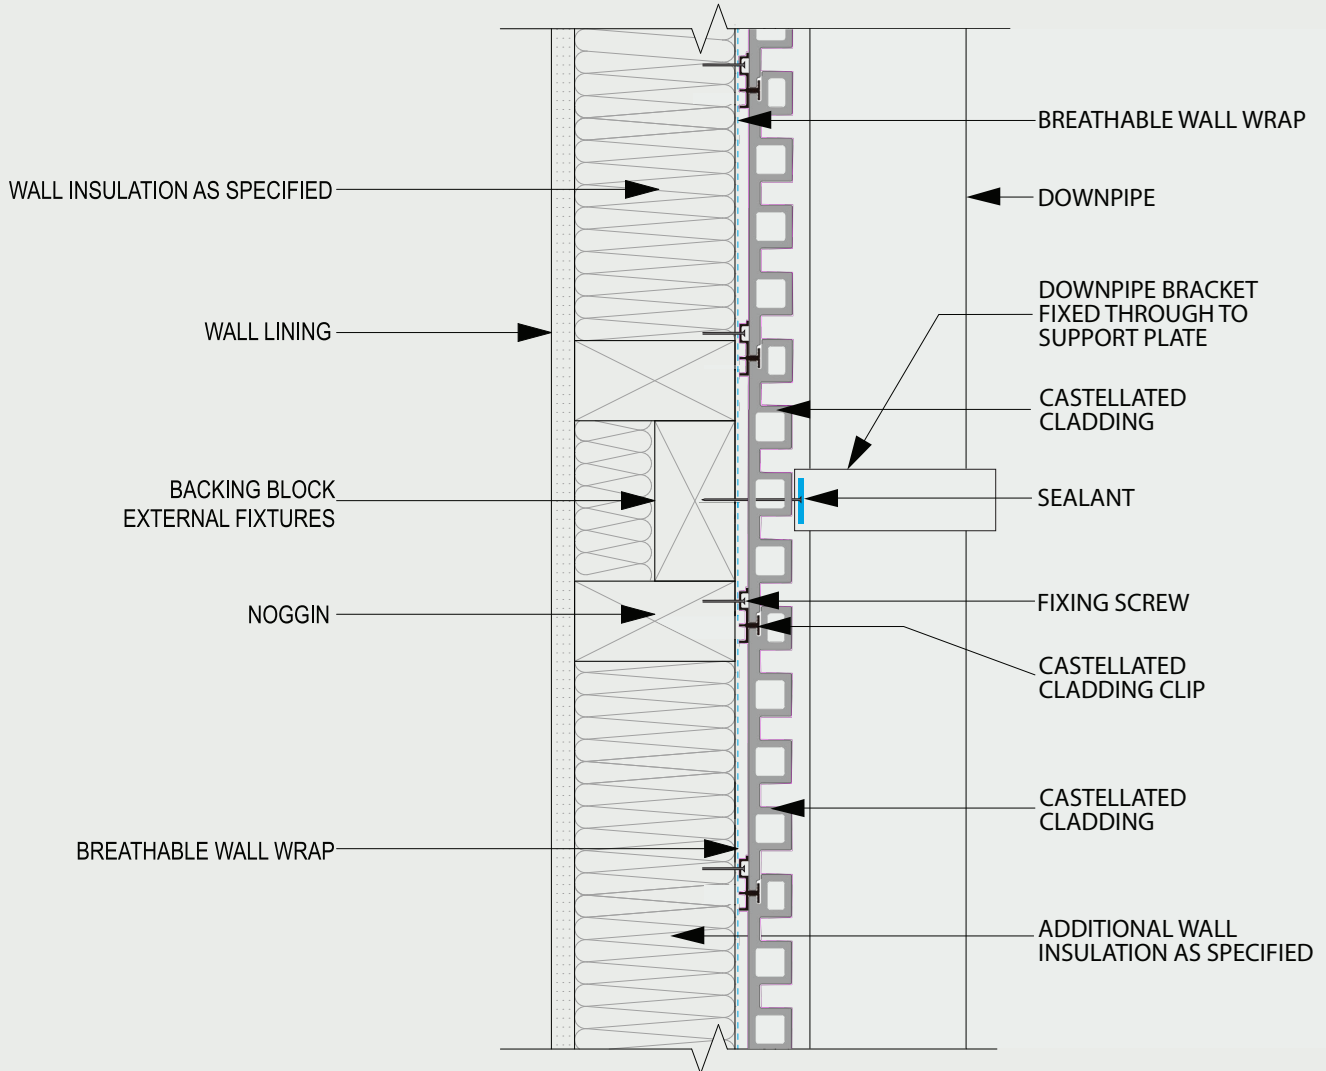 WALL INSULATION AS SPECIFIED
WALL LINING
BACKING BLOCK
EXTERNAL FIXTURES
NOGGIN
BREATHABLE WALL WRAP
BREATHABLE WALL WRAP
DOWNPIPE
DOWNPIPE BRACKET
FIXED THROUGH TO
SUPPORT PLATE
CASTELLATED
CLADDING
SEALANT
FIXING SCREW
CASTELLATED
CLADDING CLIP
CASTELLATED
CLADDING
ADDITIONAL WALL
INSULATION AS SPECIFIED